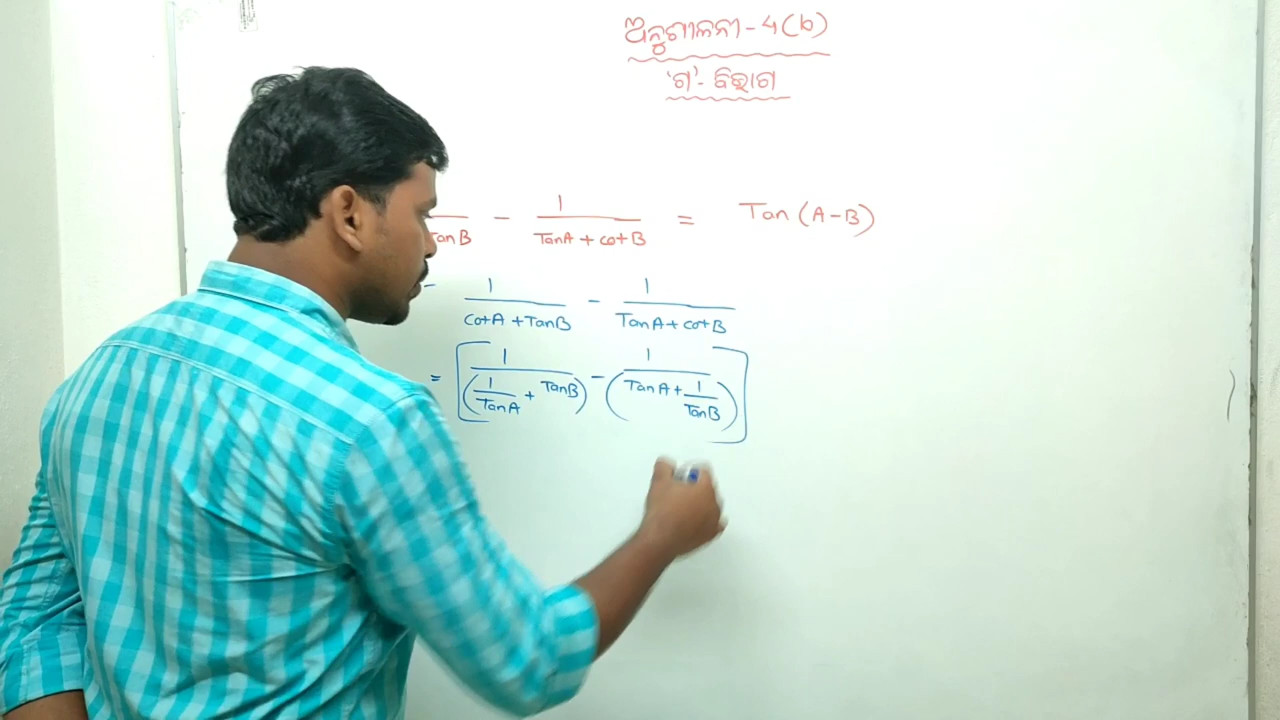 ଅନୁଶୀଳନୀ - 4(b)
'ଗ' - ବିଭାଗ
TanB - 1/(TanA + cotB) = Tan (A-B)
- 1/(cotA + TanB) - 1/(TanA + cotB)
= [1/(1/TanA + TanB) - 1/(TanA + 1/TanB)]